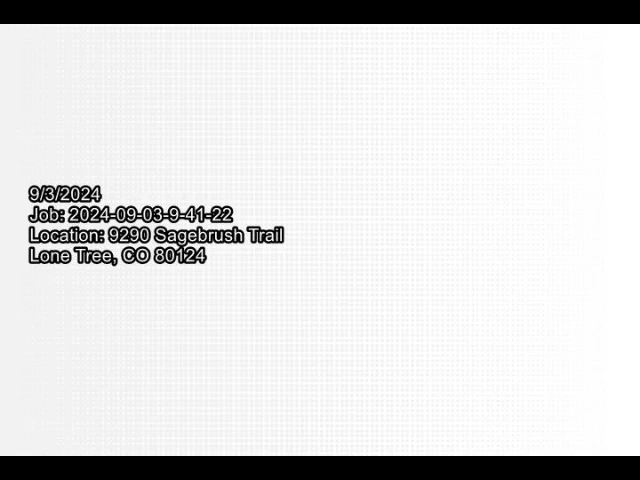 9/3/2024
Job: 2024-09-03-9-41-22
Location: 9290 Sagebrush Trail
Lone Tree, CO 80124